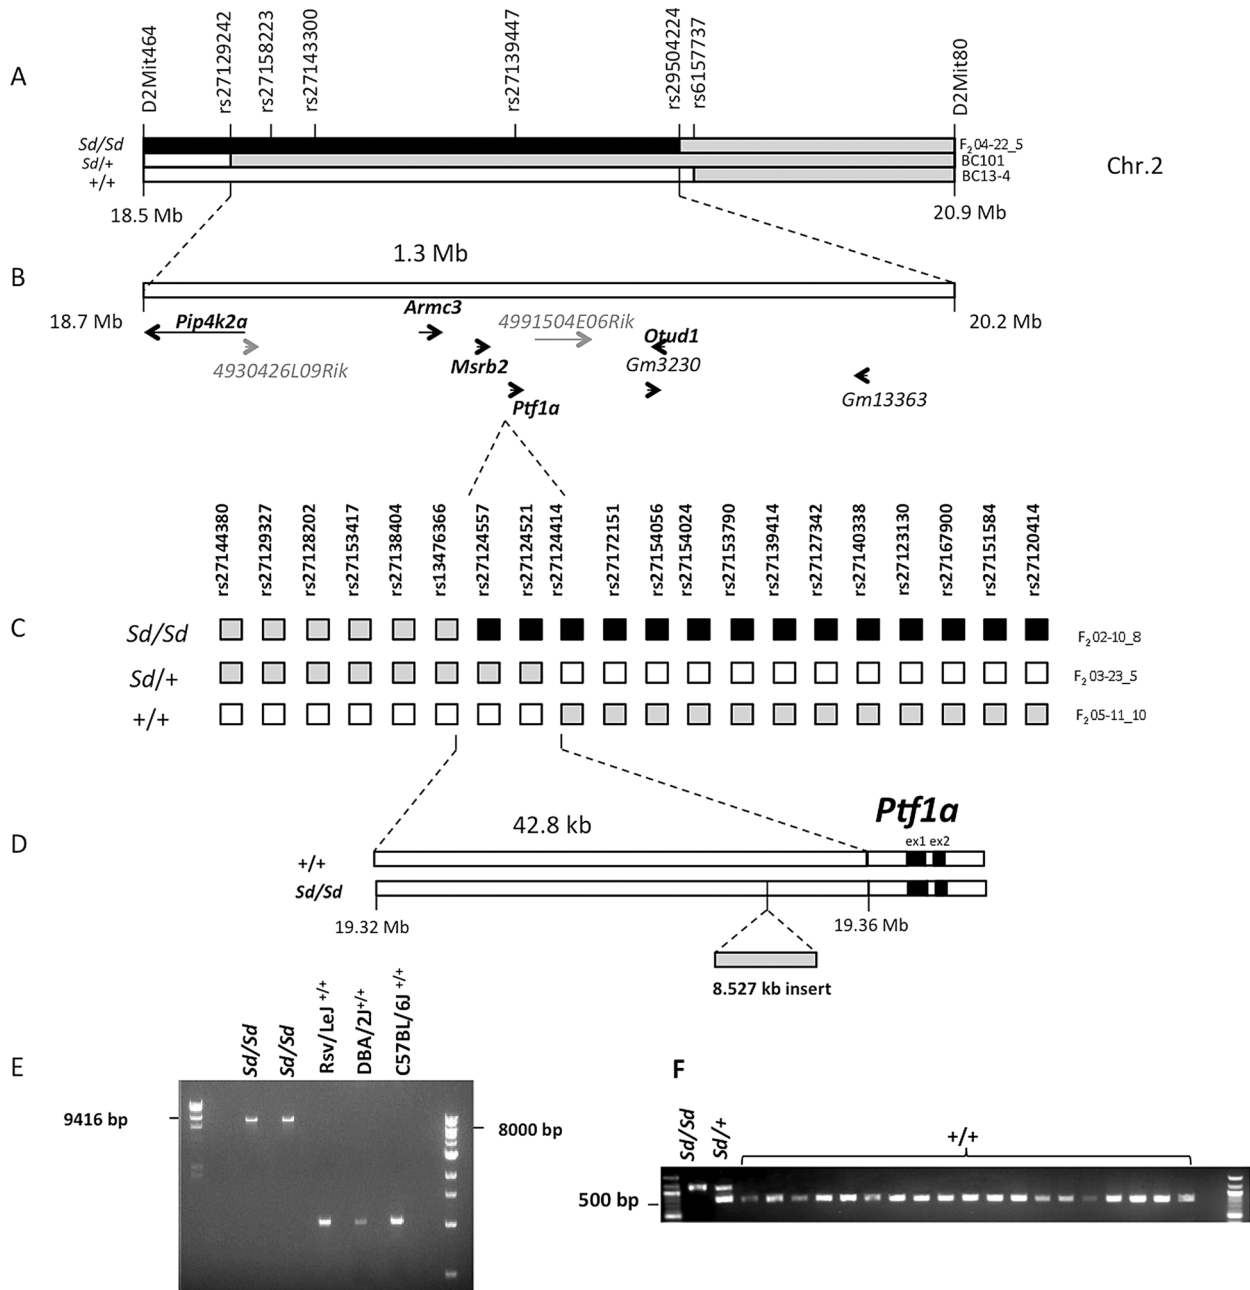 A
D2Mit464
rs27129242
rs27158223
rs27143300
rs27139447
rs29504224
rs6157737
D2Mit80
Sd/Sd
F2 04-22_5
Sd/+
BC101
+/+
BC13-4
Chr.2
18.5 Mb
20.9 Mb
B
1.3 Mb
18.7 Mb
20.2 Mb
Pip4k2a
Armc3
4991504E06Rik
Otud1
4930426L09Rik
Msrb2
Gm3230
Ptf1a
Gm13363
rs27144380
rs27129327
rs27128202
rs27153417
rs27138404
rs13476366
rs27124557
rs27124521
rs27124414
rs27172151
rs27154056
rs27154024
rs27153790
rs27139414
rs27127342
rs27140338
rs27123130
rs27167900
rs27151584
rs27120414
C
Sd/Sd
F2 02-10_8
Sd/+
F2 03-23_5
+/+
F2 05-11_10
D
42.8 kb
Ptf1a
ex1 ex2
+/+
Sd/Sd
19.32 Mb
19.36 Mb
8.527 kb insert
E
Sd/Sd
Sd/Sd
Rsv/LeJ +/+
DBA/2J+/+
C57BL/6J +/+
9416 bp
8000 bp
F
Sd/Sd
Sd/+
+/+
500 bp